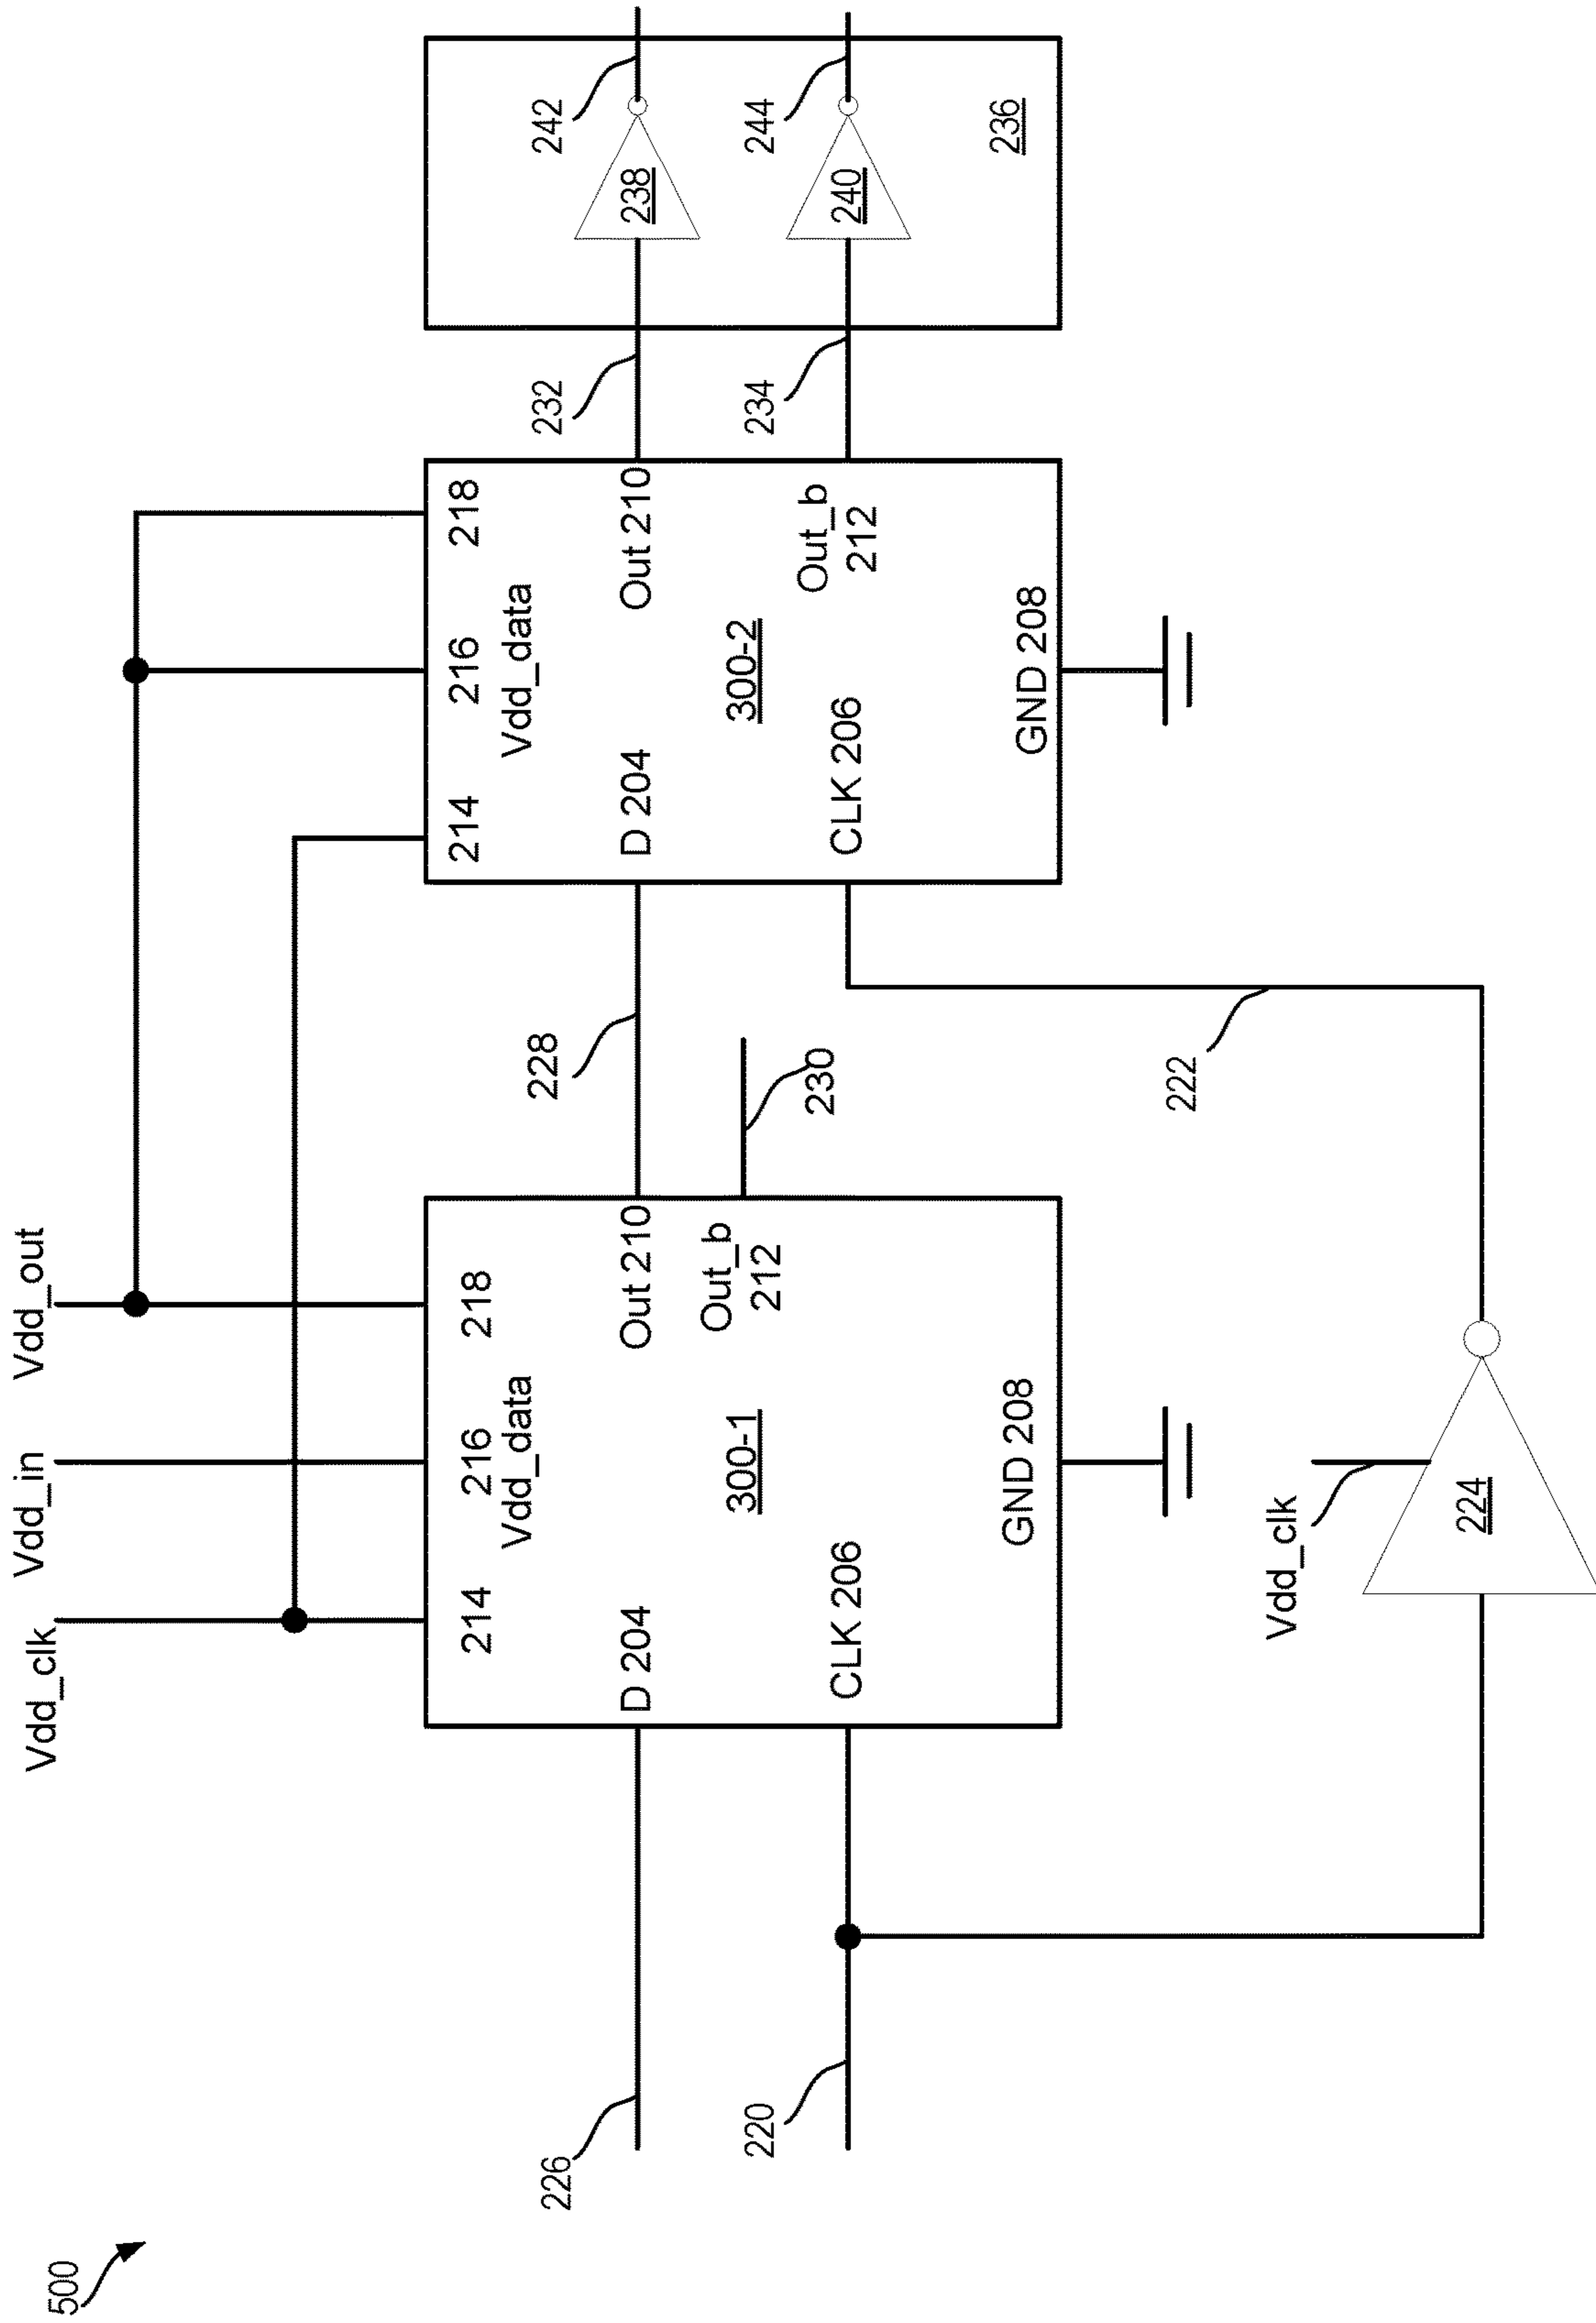 500
Vdd_clk
Vdd_in
Vdd_out
214
216
218
Vdd_data
D 204
Out 210
Out_b
212
300-1
CLK 206
GND 208
214
216
218
Vdd_data
D 204
Out 210
Out_b
212
300-2
CLK 206
GND 208
226
220
228
230
222
Vdd_clk
224
232
234
238
240
242
244
236